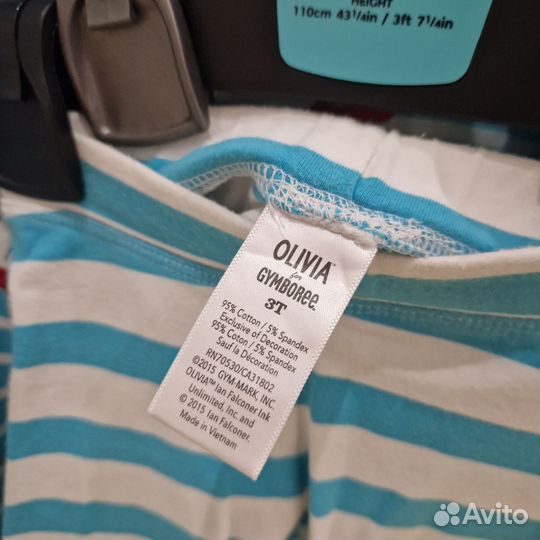 HEIGHT
110cm 43¼in / 3ft 7¼in
OLIVIA™
for
GYMBOREE®
3T
95% Cotton / 5% Spandex
Exclusive of Decoration
95% Coton / 5% Spandex
Sauf la Décoration
RN70530/CA31802
©2015 GYM-MARK, INC.
OLIVIA™ Ian Falconer Ink
Unlimited, Inc. and
© 2015 Ian Falconer.
Made in Vietnam
Avito